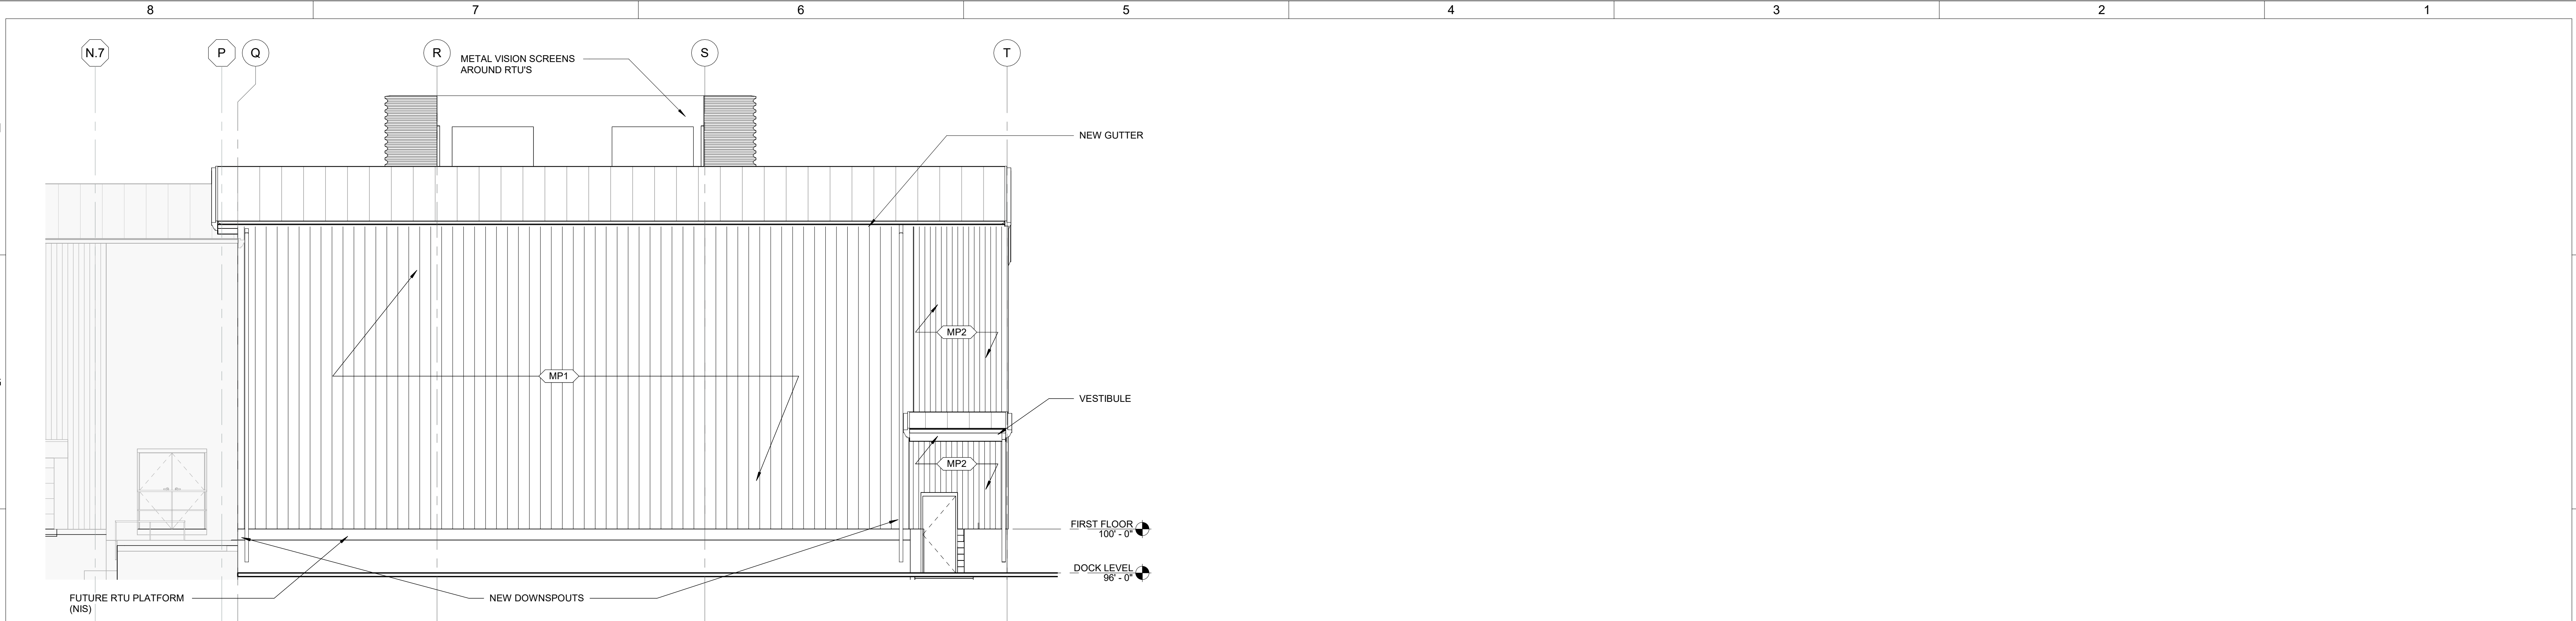 8 7 6 5 4 3 2 1
N.7 P Q R S T
METAL VISION SCREENS
AROUND RTU'S
NEW GUTTER
MP2
MP1
VESTIBULE
MP2
FIRST FLOOR
100' - 0"
DOCK LEVEL
96' - 0"
FUTURE RTU PLATFORM
(NIS)
NEW DOWNSPOUTS